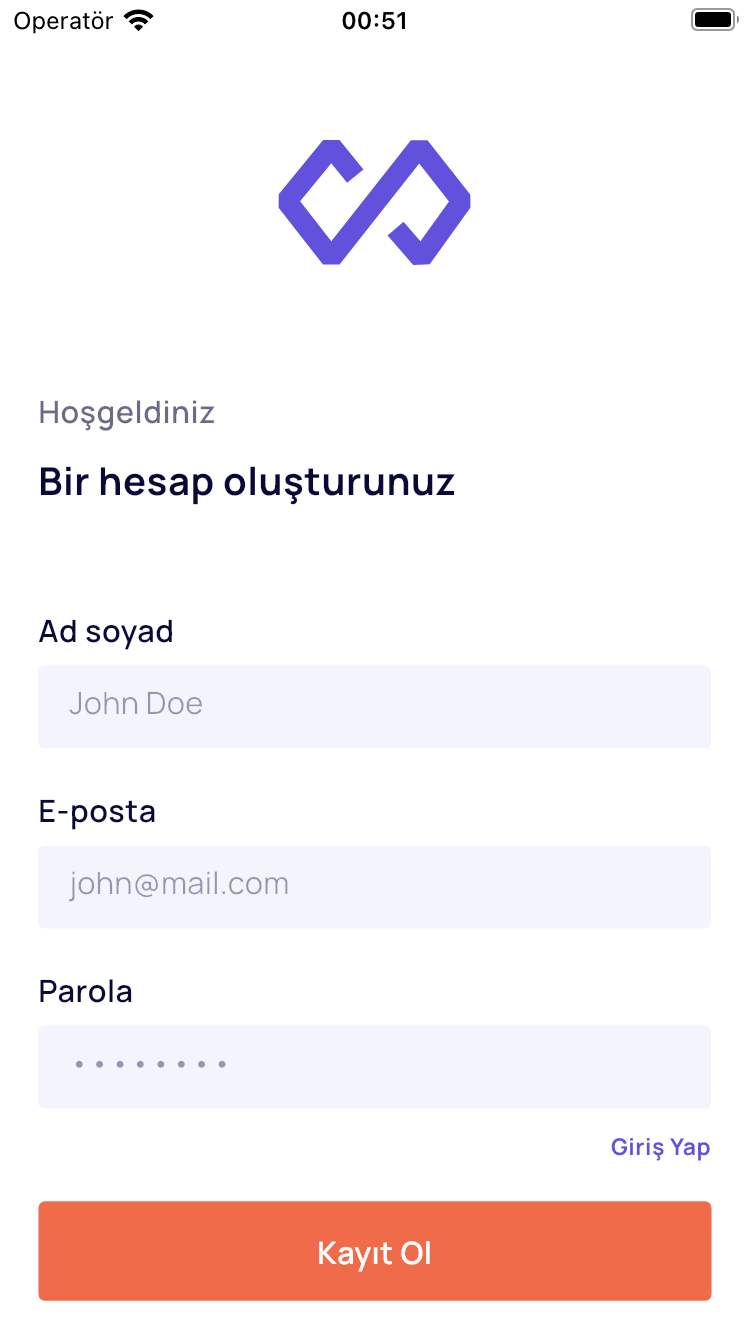 Operatör 00:51
Hoşgeldiniz
Bir hesap oluşturunuz
Ad soyad
John Doe
E-posta
john@mail.com
Parola
• • • • • • • •
Giriş Yap
Kayıt Ol